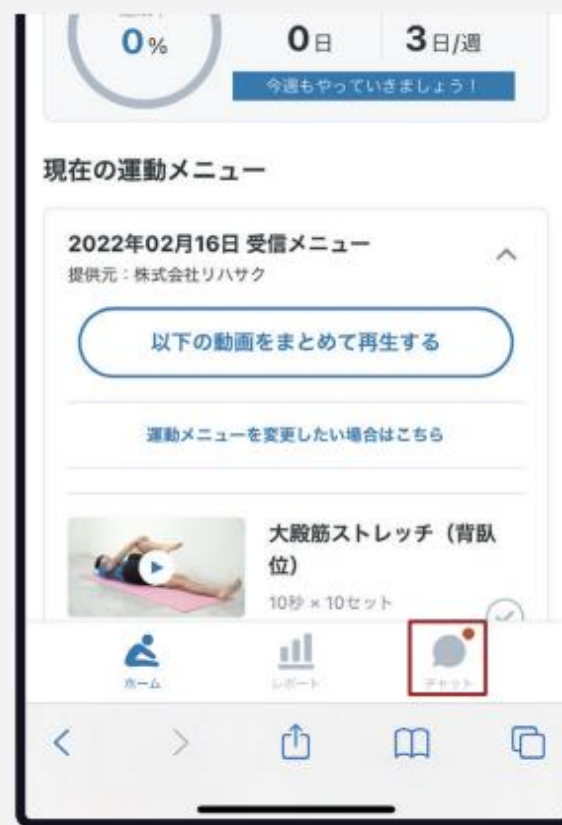 0%
0日
3日/週
今週もやっていきましょう！
現在の運動メニュー
2022年02月16日 受信メニュー
提供元：株式会社リハサク
以下の動画をまとめて再生する
運動メニューを変更したい場合はこちら
大殿筋ストレッチ（背臥
位）
10秒 × 10セット
ホーム
レポート
チャット